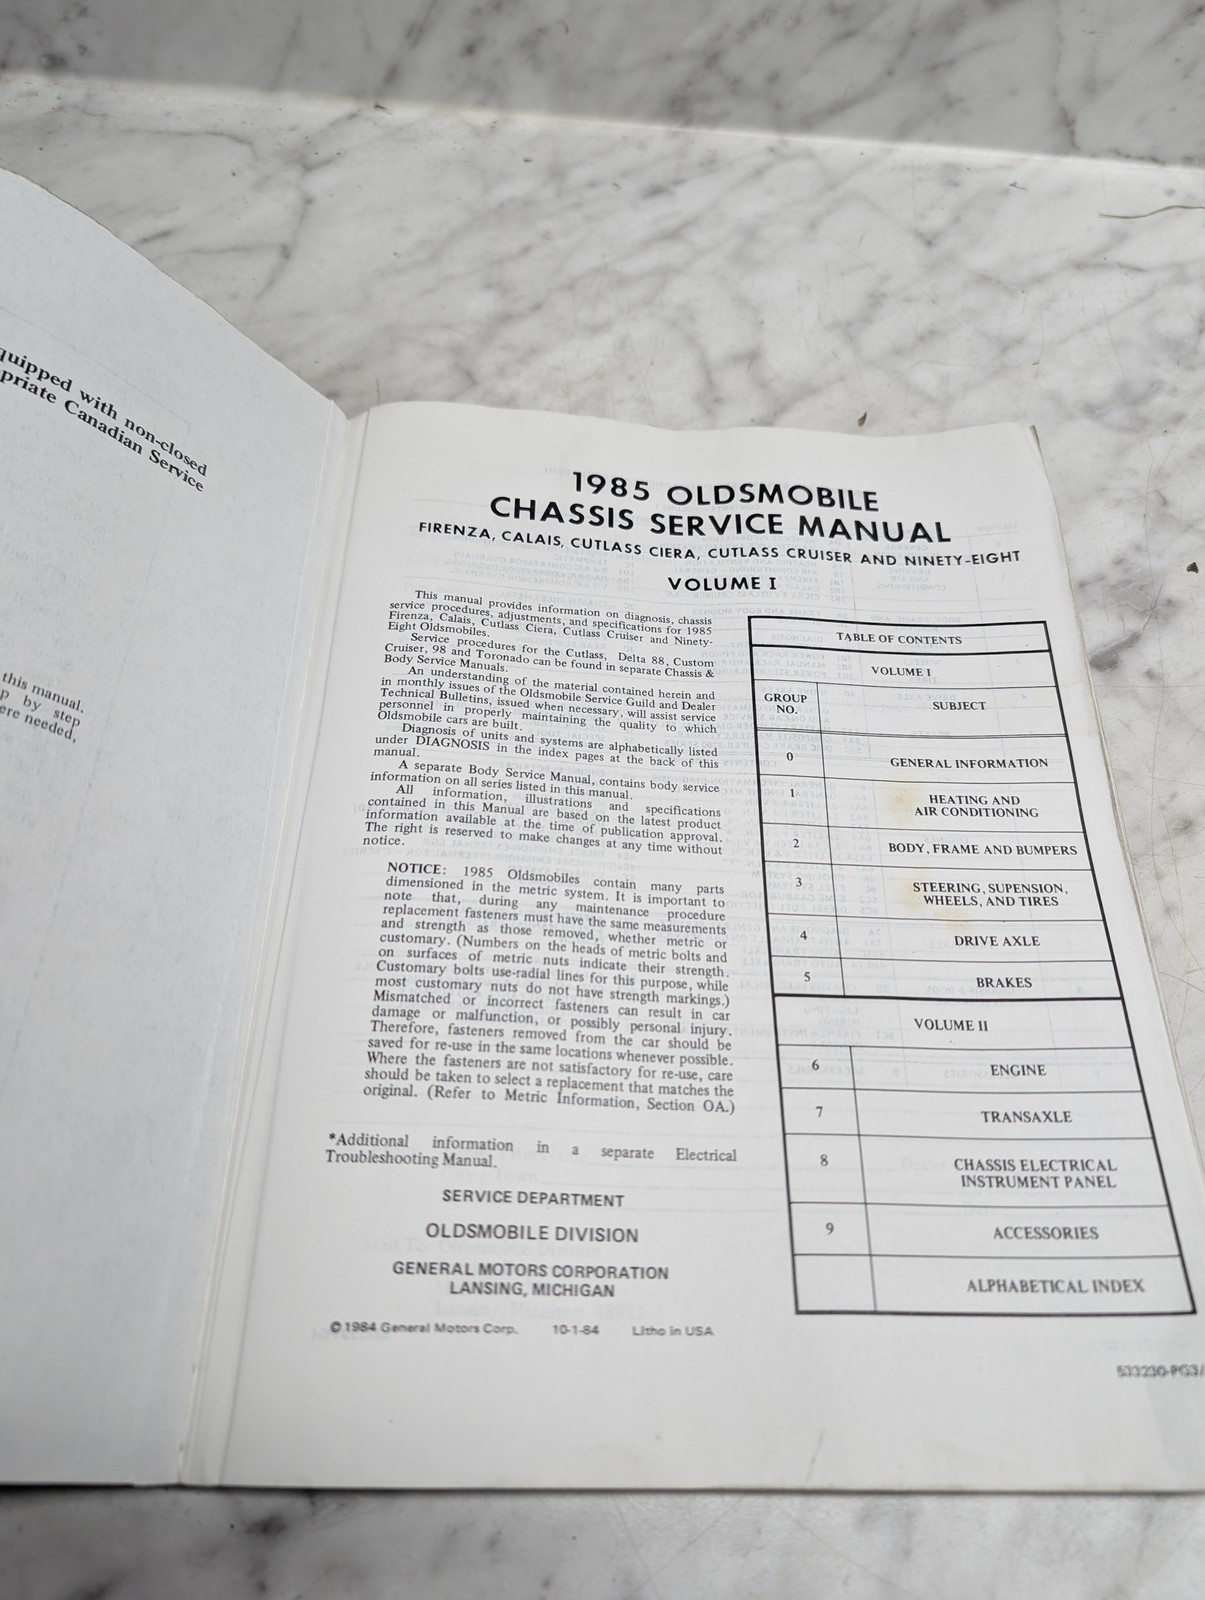 quipped with non-closed
priate Canadian Service
this manual.
p by step
ere needed,
1985 OLDSMOBILE
CHASSIS SERVICE MANUAL
FIRENZA, CALAIS, CUTLASS CIERA, CUTLASS CRUISER AND NINETY-EIGHT
VOLUME I
This manual provides information on diagnosis, chassis
service procedures, adjustments, and specifications for 1985
Firenza, Calais, Cutlass Ciera, Cutlass Cruiser and Ninety-
Eight Oldsmobiles.
Service procedures for the Cutlass, Delta 88, Custom
Cruiser, 98 and Toronado can be found in separate Chassis &
Body Service Manuals.
An understanding of the material contained herein and
in monthly issues of the Oldsmobile Service Guild and Dealer
Technical Bulletins, issued when necessary, will assist service
personnel in properly maintaining the quality to which
Oldsmobile cars are built.
Diagnosis of units and systems are alphabetically listed
under DIAGNOSIS in the index pages at the back of this
manual.
A separate Body Service Manual, contains body service
information on all series listed in this manual.
All information, illustrations and specifications
contained in this Manual are based on the latest product
information available at the time of publication approval.
The right is reserved to make changes at any time without
notice.
NOTICE: 1985 Oldsmobiles contain many parts
dimensioned in the metric system. It is important to
note that, during any maintenance procedure
replacement fasteners must have the same measurements
and strength as those removed, whether metric or
customary. (Numbers on the heads of metric bolts and
on surfaces of metric nuts indicate their strength.
Customary bolts use-radial lines for this purpose, while
most customary nuts do not have strength markings.)
Mismatched or incorrect fasteners can result in car
damage or malfunction, or possibly personal injury.
Therefore, fasteners removed from the car should be
saved for re-use in the same locations whenever possible.
Where the fasteners are not satisfactory for re-use, care
should be taken to select a replacement that matches the
original. (Refer to Metric Information, Section OA.)
*Additional information in a separate Electrical
Troubleshooting Manual.
SERVICE DEPARTMENT
OLDSMOBILE DIVISION
GENERAL MOTORS CORPORATION
LANSING, MICHIGAN
© 1984 General Motors Corp. 10-1-84 Litho in USA
TABLE OF CONTENTS
VOLUME I
GROUP
NO.
SUBJECT
0 GENERAL INFORMATION
1 HEATING AND
AIR CONDITIONING
2 BODY, FRAME AND BUMPERS
3 STEERING, SUPENSION,
WHEELS, AND TIRES
4 DRIVE AXLE
5 BRAKES
VOLUME II
6 ENGINE
7 TRANSAXLE
8 CHASSIS ELECTRICAL
INSTRUMENT PANEL
9 ACCESSORIES
ALPHABETICAL INDEX
533230-PG3/